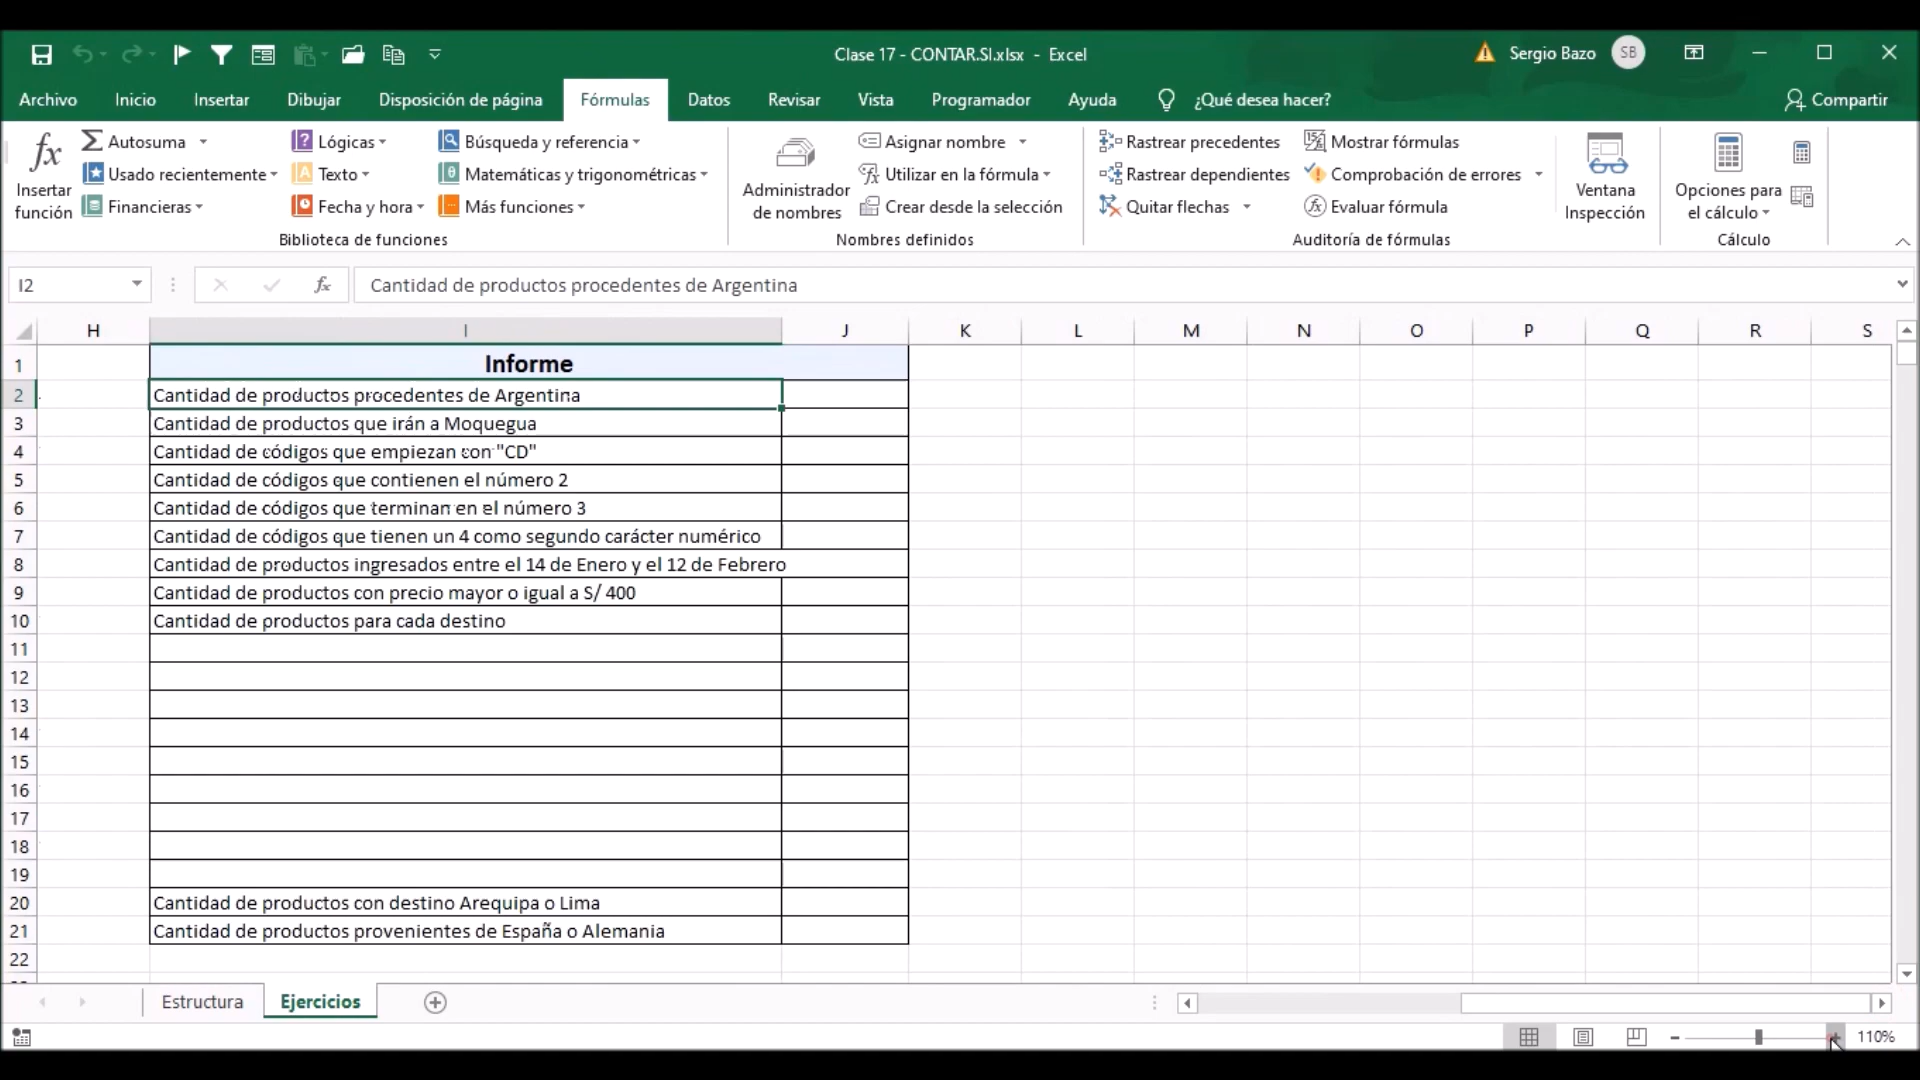 Clase 17 - CONTAR.SI.xlsx - Excel
Sergio Bazo
SB
Archivo
Inicio
Insertar
Dibujar
Disposición de página
Fórmulas
Datos
Revisar
Vista
Programador
Ayuda
¿Qué desea hacer?
Compartir
fx
Insertar
función
Autosuma
Usado recientemente
Financieras
Lógicas
Texto
Fecha y hora
Búsqueda y referencia
Matemáticas y trigonométricas
Más funciones
Biblioteca de funciones
Administrador
de nombres
Asignar nombre
Utilizar en la fórmula
Crear desde la selección
Nombres definidos
Rastrear precedentes
Rastrear dependientes
Quitar flechas
Mostrar fórmulas
Comprobación de errores
Evaluar fórmula
Auditoría de fórmulas
Ventana
Inspección
Opciones para
el cálculo
Cálculo
I2
fx
Cantidad de productos procedentes de Argentina
H I J K L M N O P Q R S
1 Informe
2 Cantidad de productos procedentes de Argentina
3 Cantidad de productos que irán a Moquegua
4 Cantidad de códigos que empiezan con "CD"
5 Cantidad de códigos que contienen el número 2
6 Cantidad de códigos que terminan en el número 3
7 Cantidad de códigos que tienen un 4 como segundo carácter numérico
8 Cantidad de productos ingresados entre el 14 de Enero y el 12 de Febrero
9 Cantidad de productos con precio mayor o igual a S/ 400
10 Cantidad de productos para cada destino
11
12
13
14
15
16
17
18
19
20 Cantidad de productos con destino Arequipa o Lima
21 Cantidad de productos provenientes de España o Alemania
22
Estructura
Ejercicios
110%